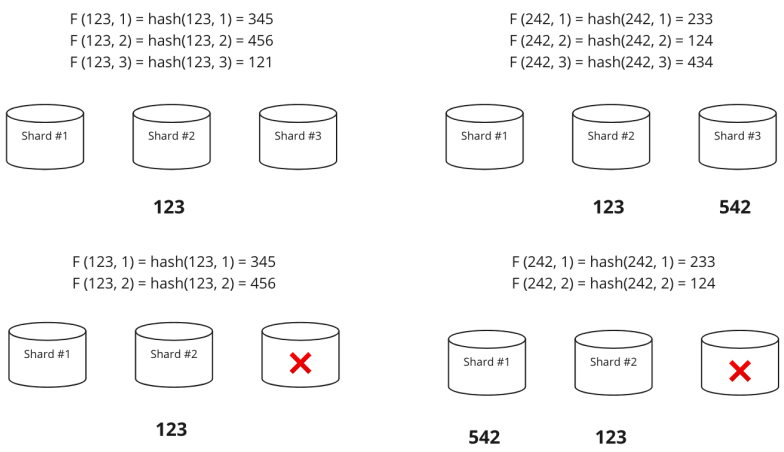 F (123, 1) = hash(123, 1) = 345
F (123, 2) = hash(123, 2) = 456
F (123, 3) = hash(123, 3) = 121
Shard #1
Shard #2
Shard #3
123
F (242, 1) = hash(242, 1) = 233
F (242, 2) = hash(242, 2) = 124
F (242, 3) = hash(242, 3) = 434
Shard #1
Shard #2
Shard #3
123
542
F (123, 1) = hash(123, 1) = 345
F (123, 2) = hash(123, 2) = 456
Shard #1
Shard #2
123
F (242, 1) = hash(242, 1) = 233
F (242, 2) = hash(242, 2) = 124
Shard #1
Shard #2
542
123